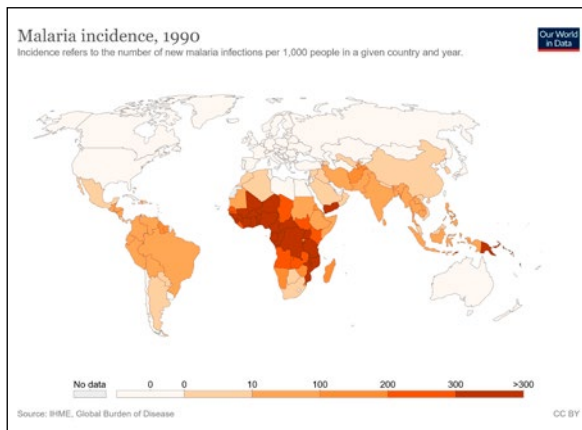 Malaria incidence, 1990
Our World
in Data
Incidence refers to the number of new malaria infections per 1,000 people in a given country and year.
No data 0 0 10 100 200 300 >300
Source: IHME, Global Burden of Disease CC BY